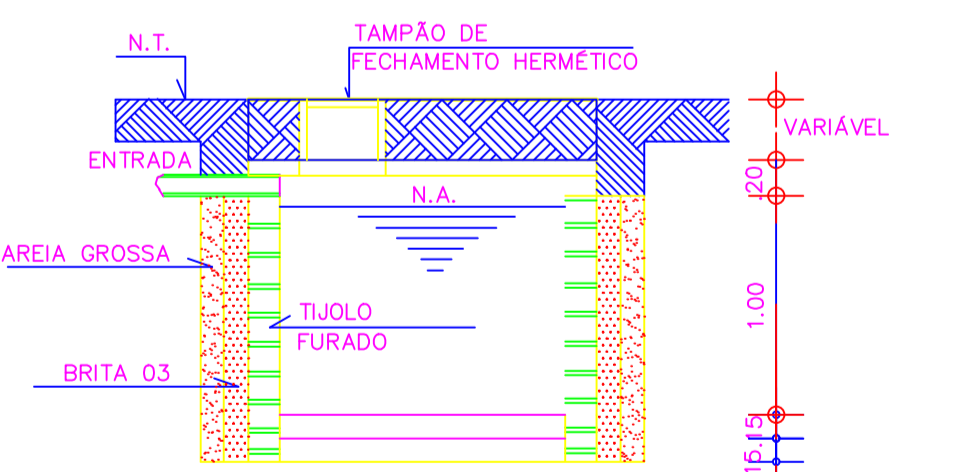 N.T.
TAMPÃO DE
FECHAMENTO HERMÉTICO
VARIÁVEL
ENTRADA
.20
N.A.
AREIA GROSSA
TIJOLO
FURADO
1.00
BRITA 03
.15
.15